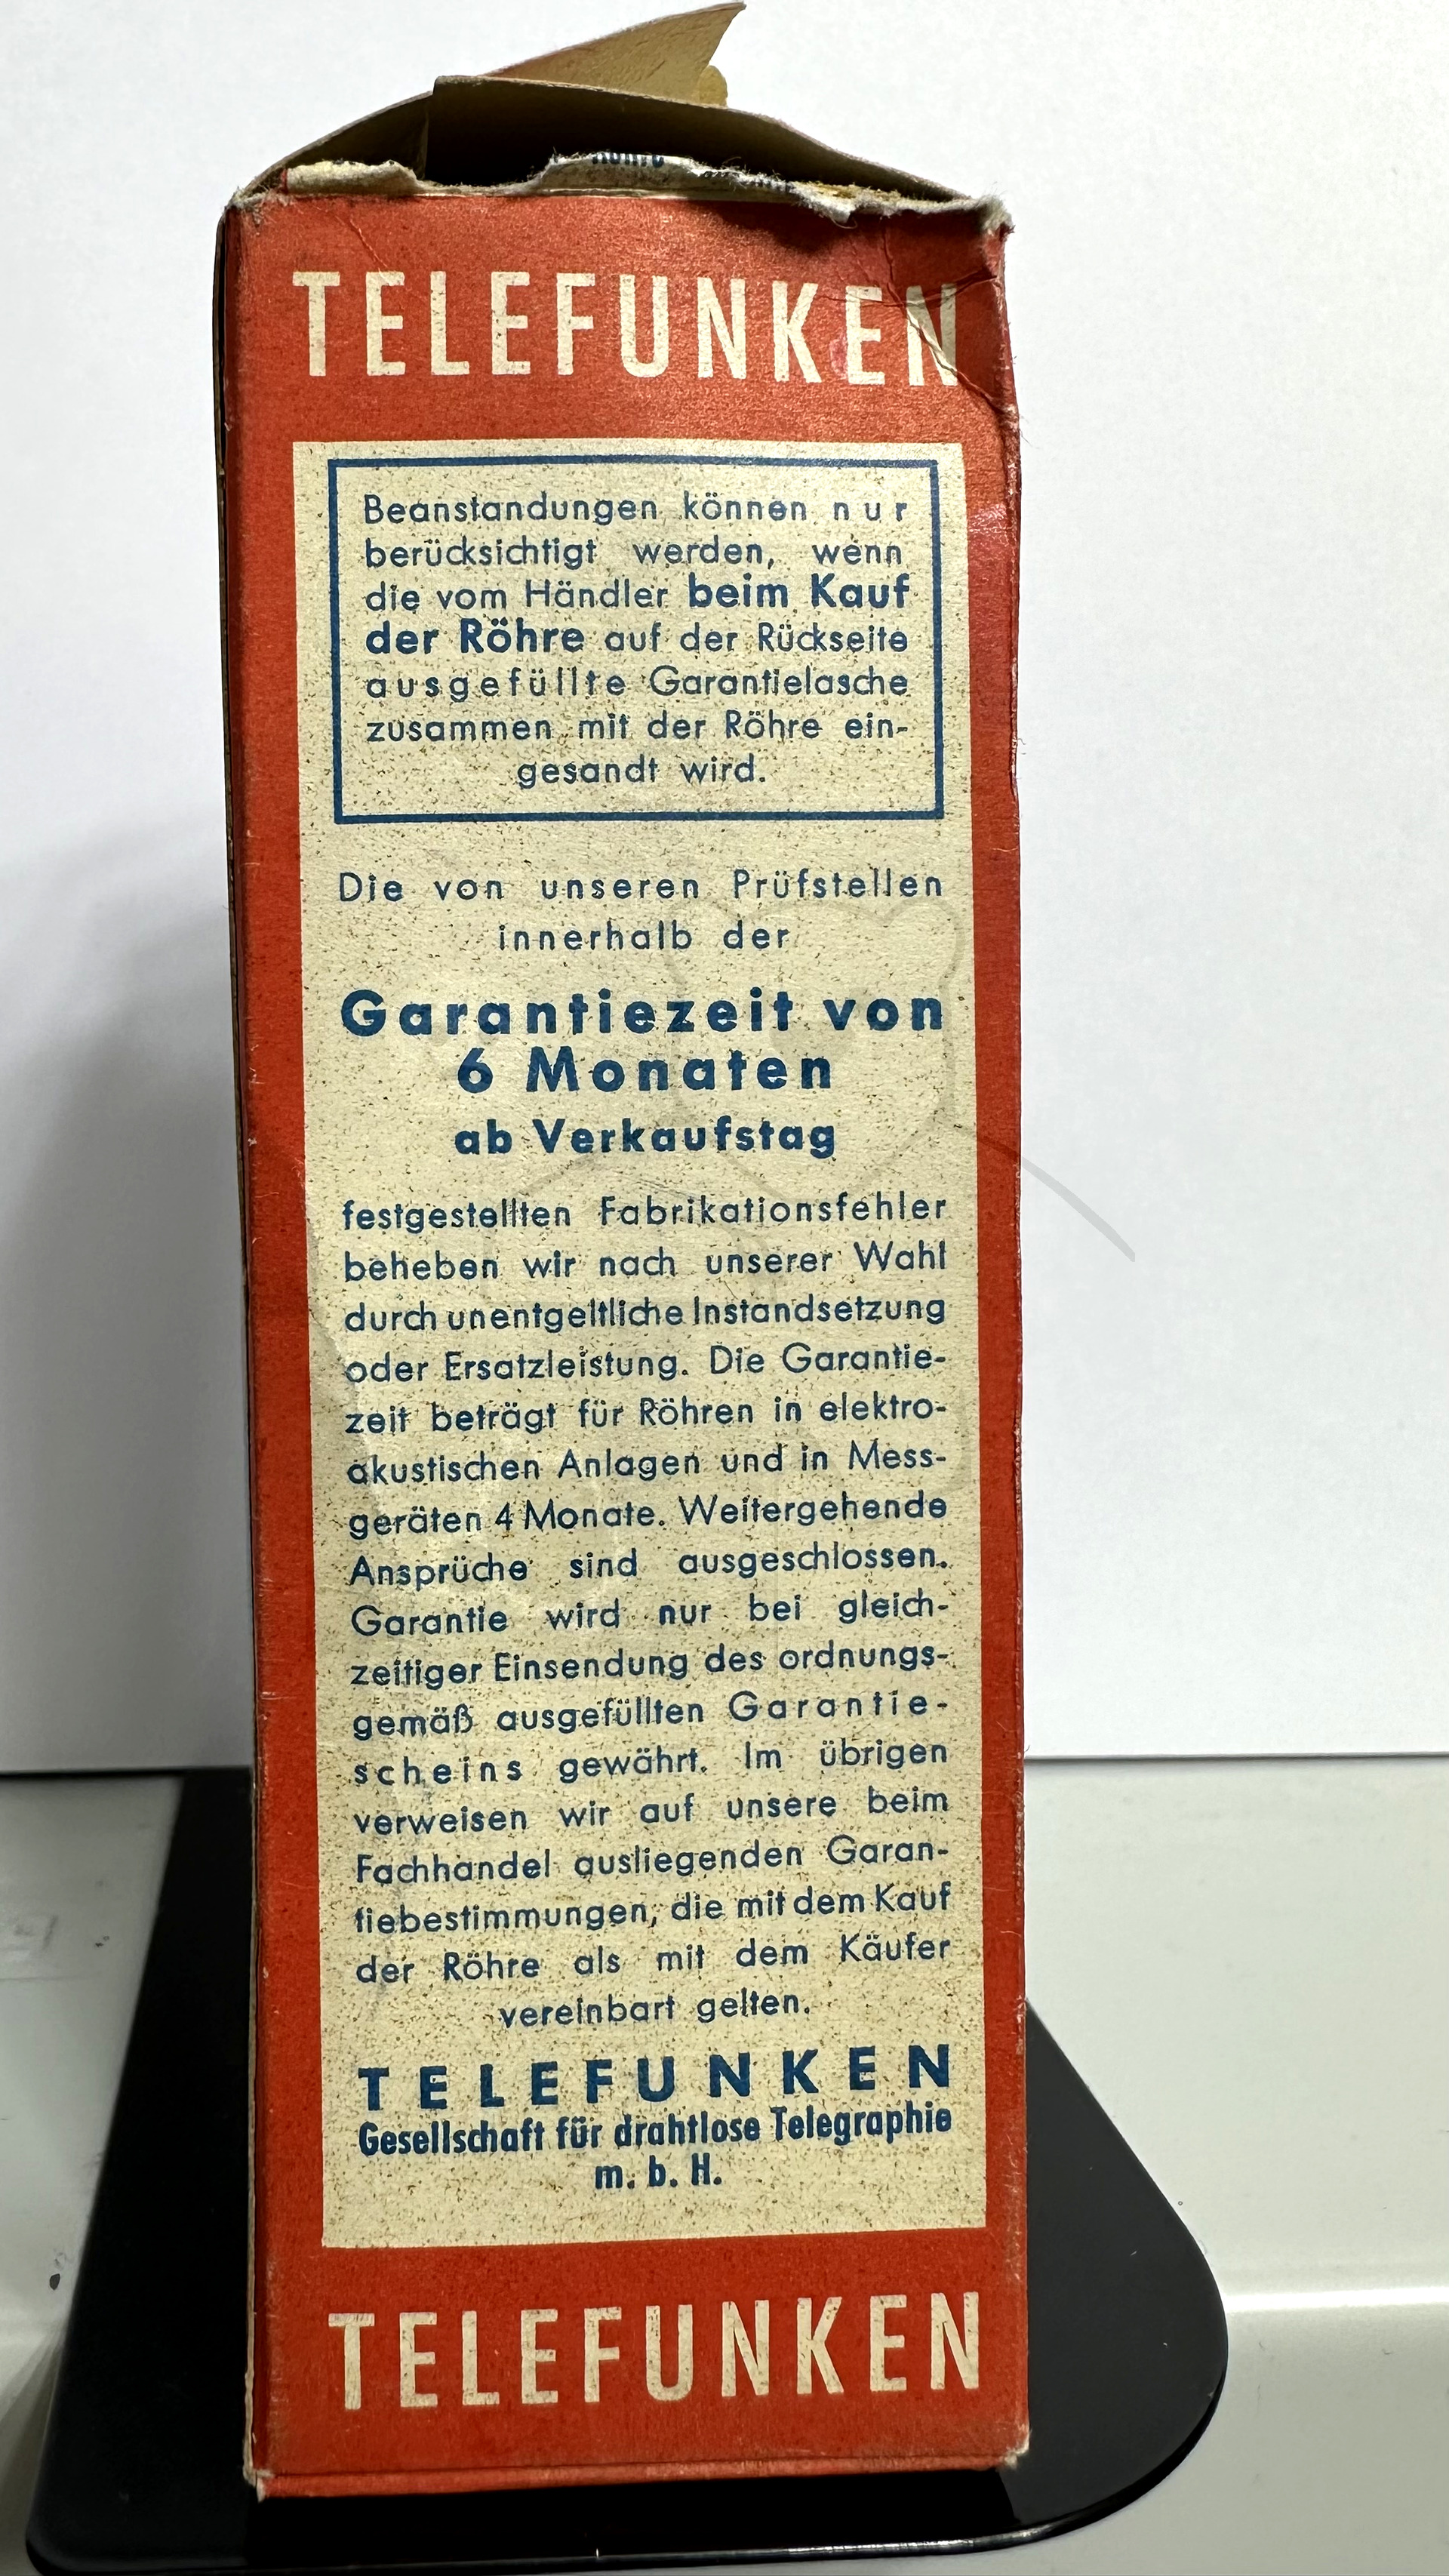 TELEFUNKEN
Beanstandungen können nur
berücksichtigt werden, wenn
die vom Händler beim Kauf
der Röhre auf der Rückseite
ausgefüllte Garantielasche
zusammen mit der Röhre ein-
gesandt wird.
Die von unseren Prüfstellen
innerhalb der
Garantiezeit von
6 Monaten
ab Verkaufstag
festgestellten Fabrikationsfehler
beheben wir nach unserer Wahl
durch unentgeltliche Instandsetzung
oder Ersatzleistung. Die Garantie-
zeit beträgt für Röhren in elektro-
akustischen Anlagen und in Mess-
geräten 4 Monate. Weitergehende
Ansprüche sind ausgeschlossen.
Garantie wird nur bei gleich-
zeitiger Einsendung des ordnungs-
gemäß ausgefüllten Garantie-
scheins gewährt. Im übrigen
verweisen wir auf unsere beim
Fachhandel ausliegenden Garan-
tiebestimmungen, die mit dem Kauf
der Röhre als mit dem Käufer
vereinbart gelten.
TELEFUNKEN
Gesellschaft für drahtlose Telegraphie
m. b. H.
TELEFUNKEN